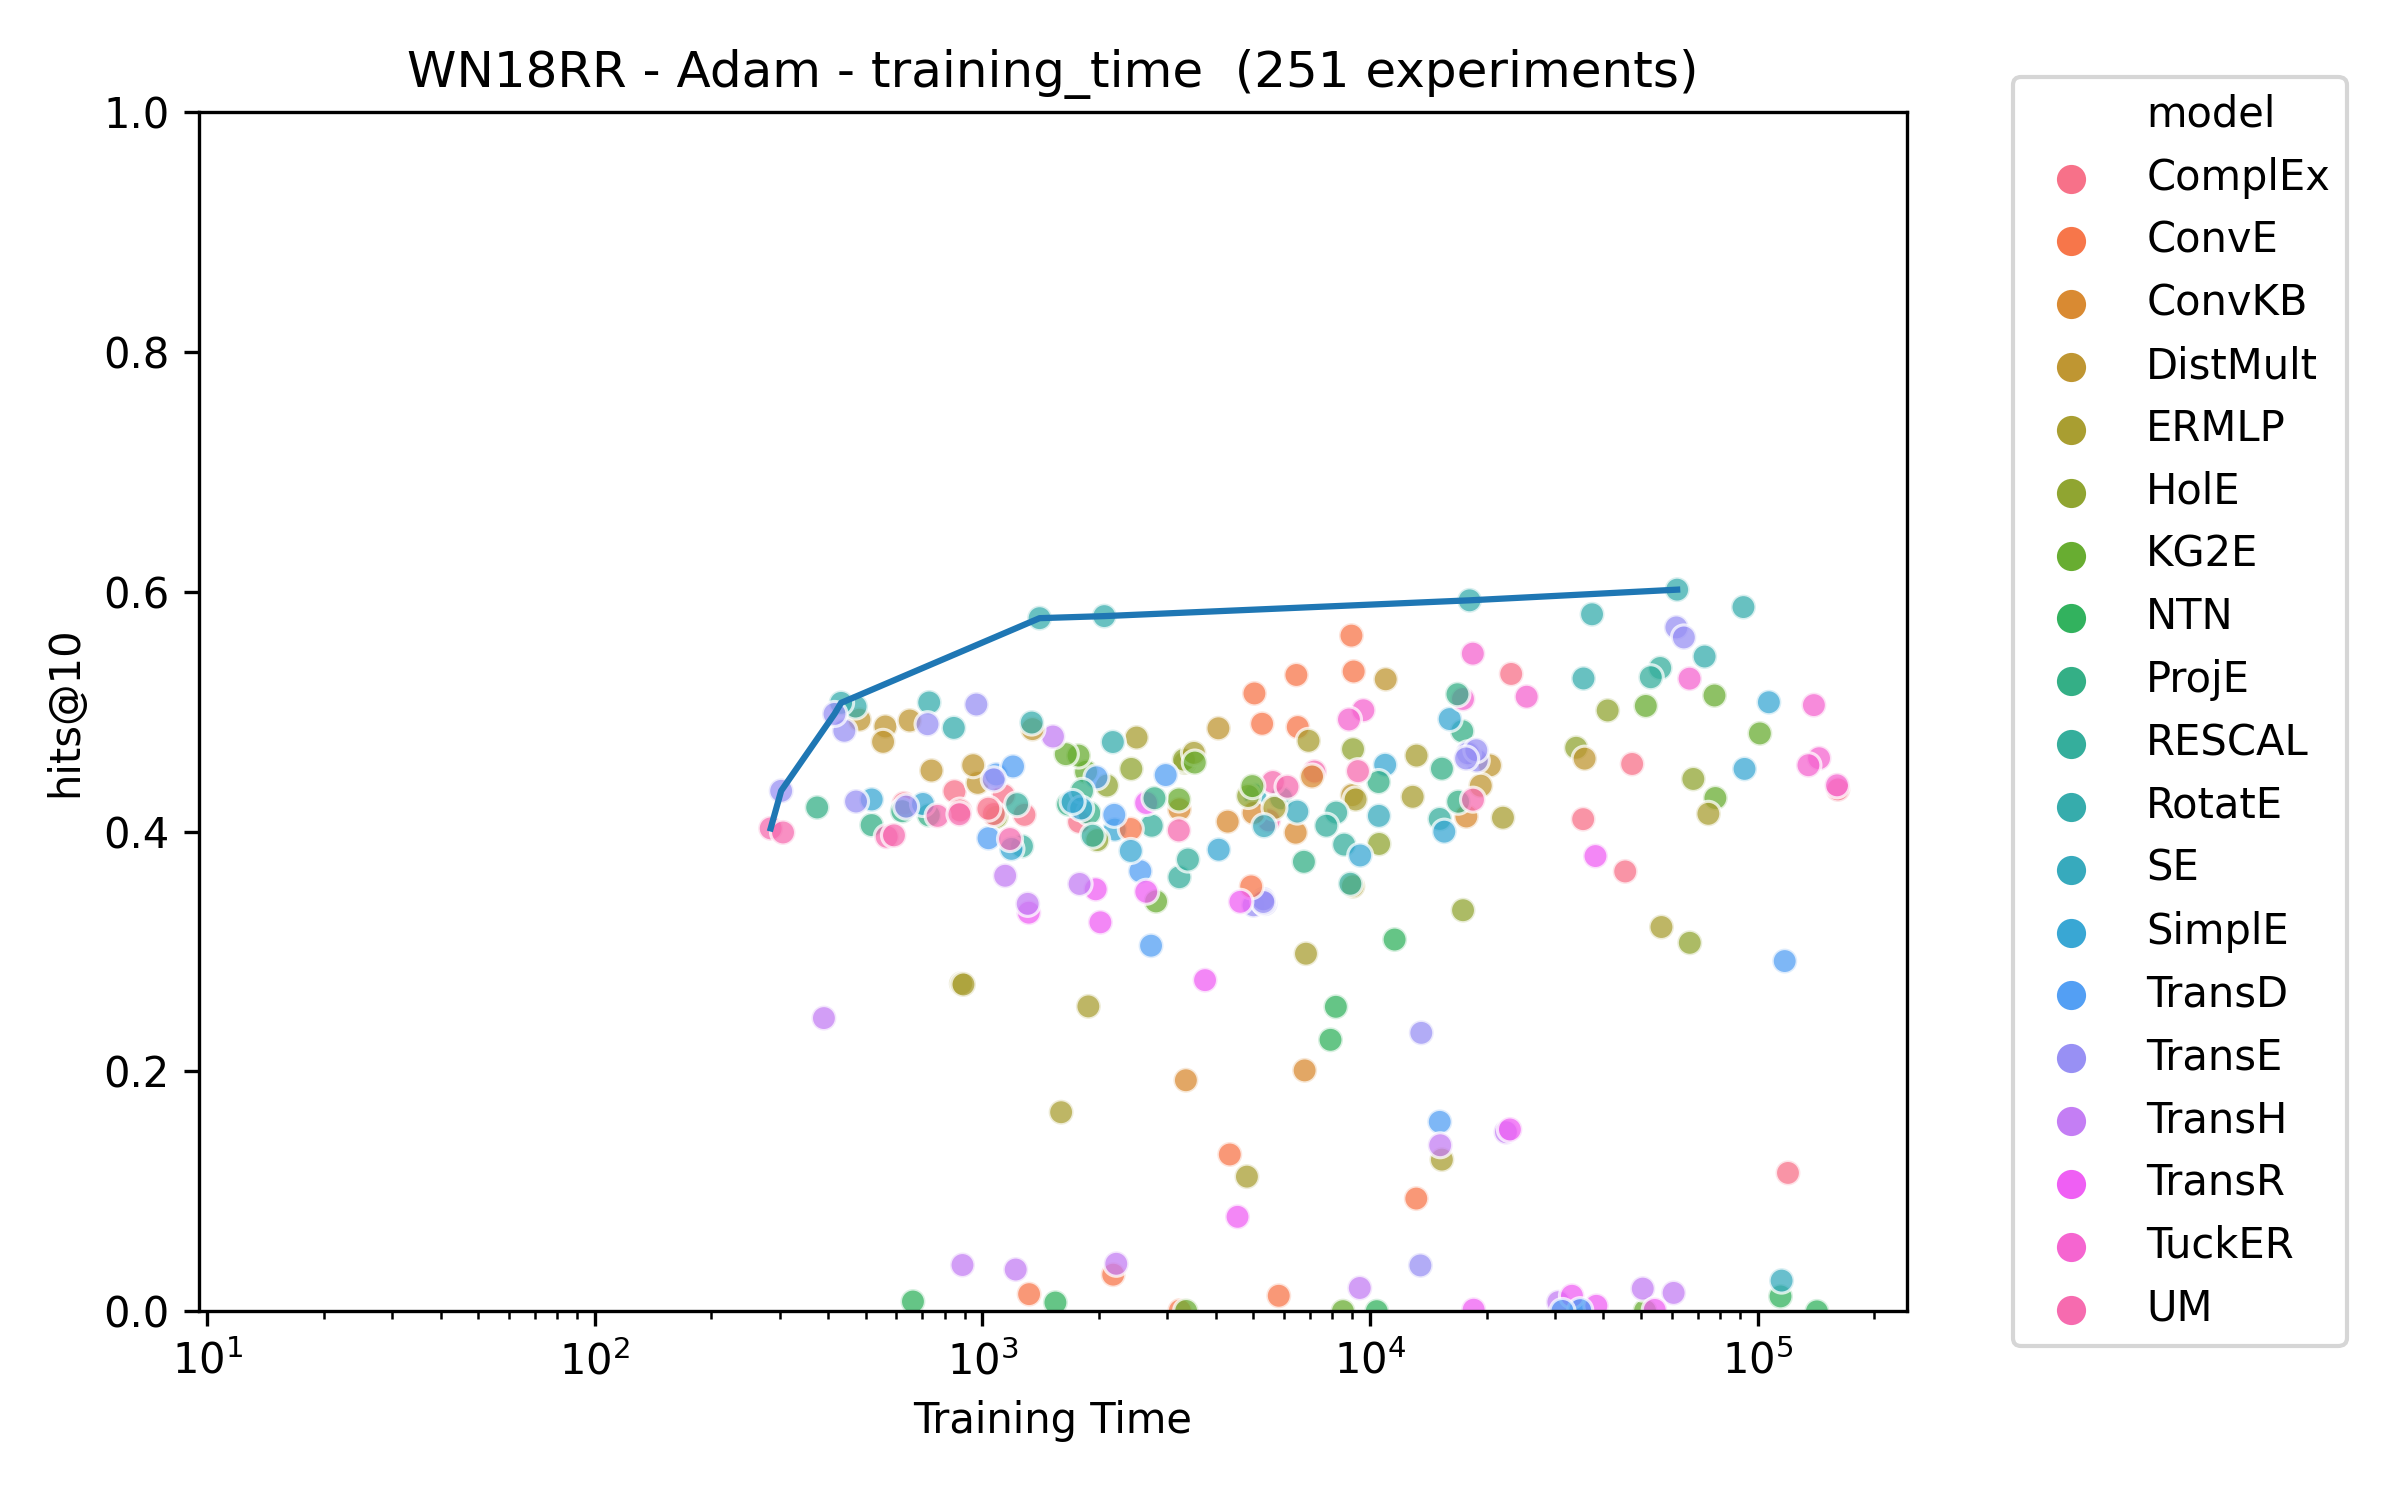 WN18RR - Adam - training_time (251 experiments)
hits@10
1.0
0.8
0.6
0.4
0.2
0.0
10¹
10²
10³
10⁴
10⁵
Training Time
model
ComplEx
ConvE
ConvKB
DistMult
ERMLP
HolE
KG2E
NTN
ProjE
RESCAL
RotatE
SE
SimplE
TransD
TransE
TransH
TransR
TuckER
UM